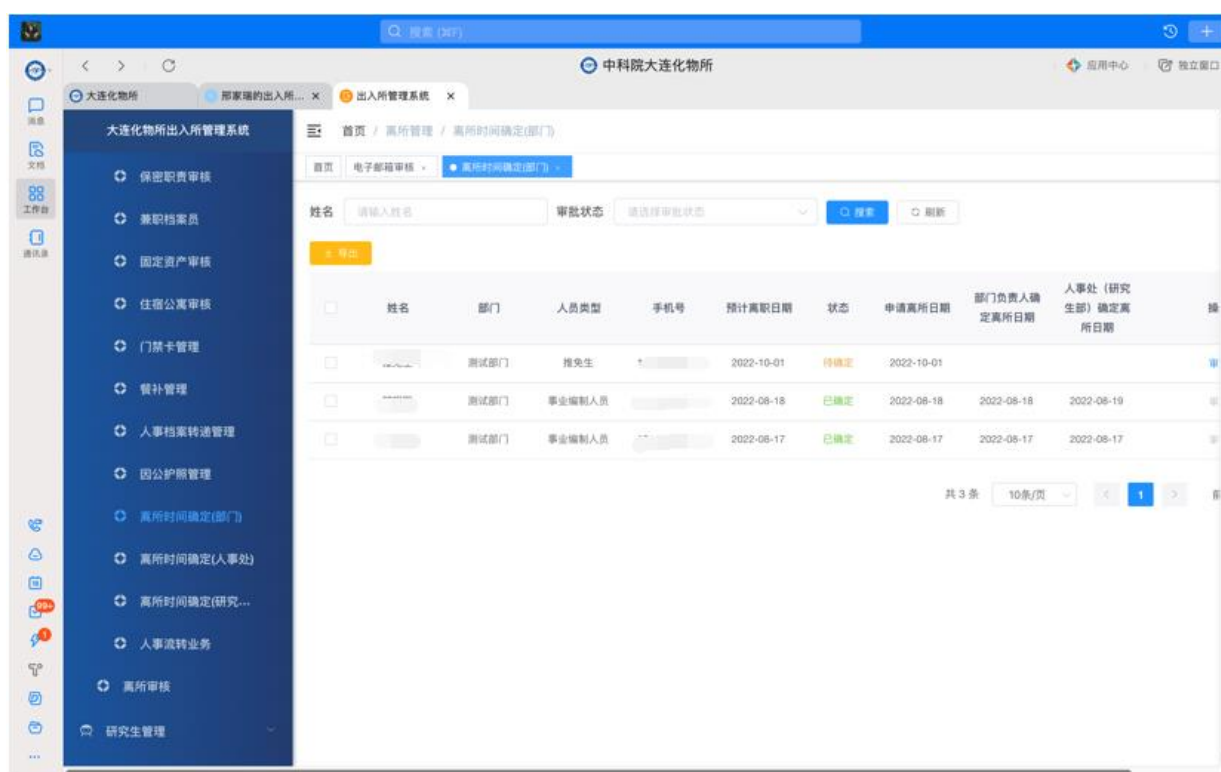 搜索 (⌘F)
中科院大连化物所
应用中心
独立窗口
大连化物所
邢家瑞的出入所...
出入所管理系统
消息
文档
工作台
通讯录
大连化物所出入所管理系统
保密职责审核
兼职档案员
固定资产审核
住宿公寓审核
门禁卡管理
餐补管理
人事档案转递管理
因公护照管理
离所时间确定(部门)
离所时间确定(人事处)
离所时间确定(研究...
人事流转业务
离所审核
研究生管理
99+
1
首页 / 离所管理 / 离所时间确定(部门)
首页
电子邮箱审核
离所时间确定(部门)
姓名 请输入姓名 审批状态 请选择审批状态 搜索 刷新
导出
姓名 部门 人员类型 手机号 预计离职日期 状态 申请离所日期 部门负责人确定离所日期 人事处（研究生部）确定离所日期
测试部门 推免生 2022-10-01 待确定 2022-10-01
测试部门 事业编制人员 2022-08-18 已确定 2022-08-18 2022-08-18 2022-08-19
测试部门 事业编制人员 2022-08-17 已确定 2022-08-17 2022-08-17 2022-08-17
共 3 条 10条/页 1